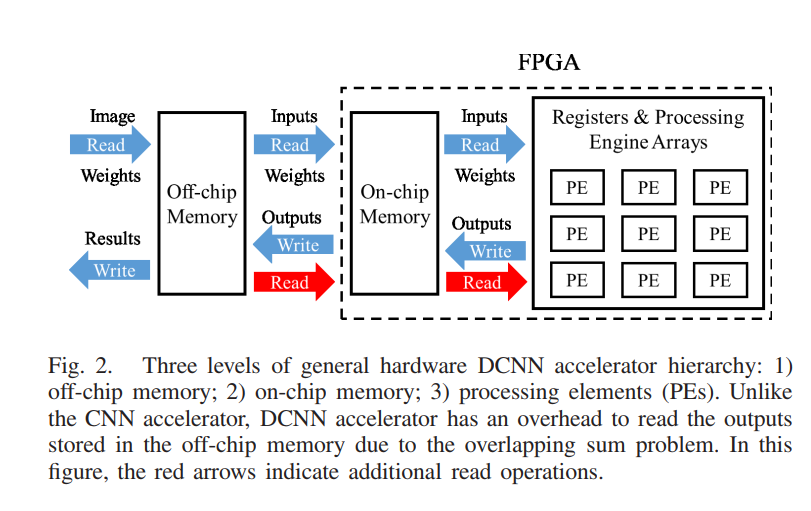 FPGA
Image
Read
Weights
Results
Write
Off-chip
Memory
Inputs
Read
Weights
Outputs
Write
Read
On-chip
Memory
Inputs
Read
Weights
Outputs
Write
Read
Registers & Processing
Engine Arrays
PE PE PE
PE PE PE
PE PE PE
Fig. 2. Three levels of general hardware DCNN accelerator hierarchy: 1)
off-chip memory; 2) on-chip memory; 3) processing elements (PEs). Unlike
the CNN accelerator, DCNN accelerator has an overhead to read the outputs
stored in the off-chip memory due to the overlapping sum problem. In this
figure, the red arrows indicate additional read operations.